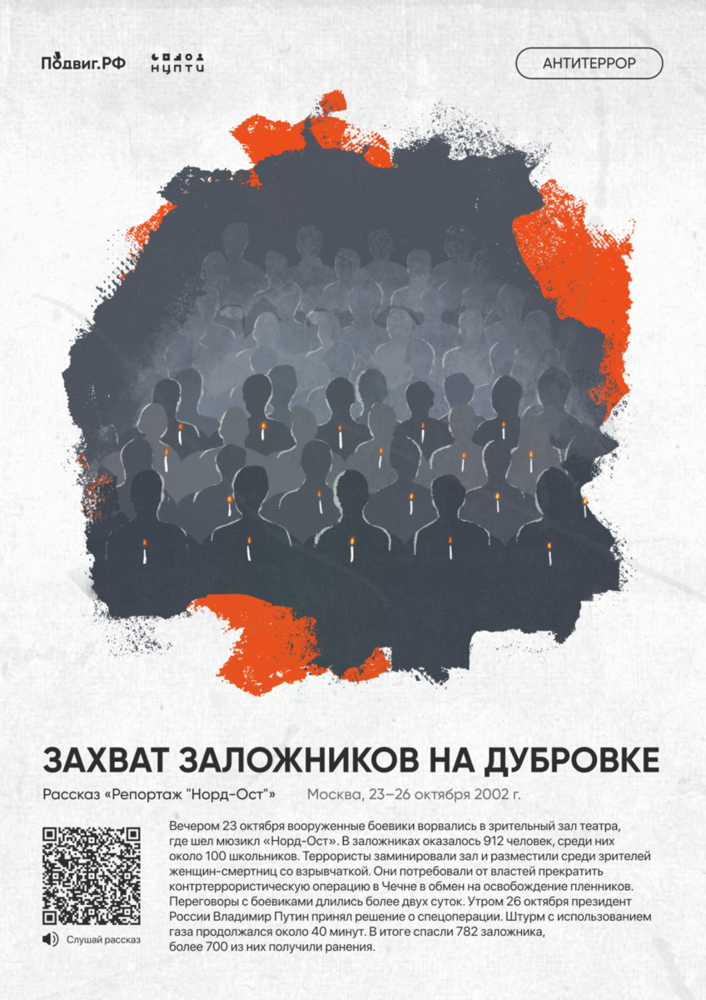 Подвиг.РФ
НЦПТИ
АНТИТЕРРОР
ЗАХВАТ ЗАЛОЖНИКОВ НА ДУБРОВКЕ
Рассказ «Репортаж "Норд-Ост"» Москва, 23–26 октября 2002 г.
Вечером 23 октября вооруженные боевики ворвались в зрительный зал театра,
где шел мюзикл «Норд-Ост». В заложниках оказалось 912 человек, среди них
около 100 школьников. Террористы заминировали зал и разместили среди зрителей
женщин-смертниц со взрывчаткой. Они потребовали от властей прекратить
контртеррористическую операцию в Чечне в обмен на освобождение пленников.
Переговоры с боевиками длились более двух суток. Утром 26 октября президент
России Владимир Путин принял решение о спецоперации. Штурм с использованием
газа продолжался около 40 минут. В итоге спасли 782 заложника,
более 700 из них получили ранения.
Слушай рассказ